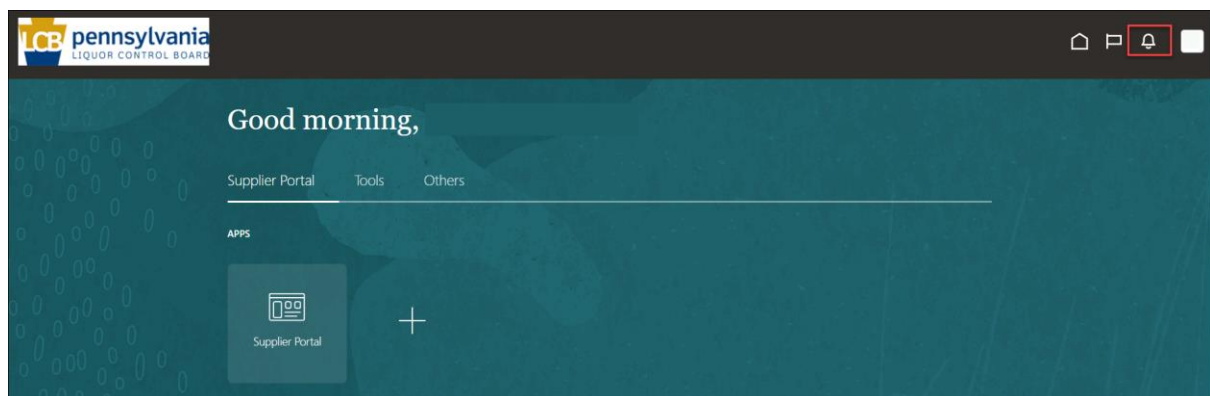 LCB pennsylvania
LIQUOR CONTROL BOARD
Good morning,
Supplier Portal Tools Others
APPS
Supplier Portal